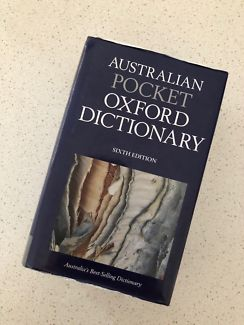 AUSTRALIAN
POCKET
OXFORD
DICTIONARY
SIXTH EDITION
Australia's Best-Selling Dictionary